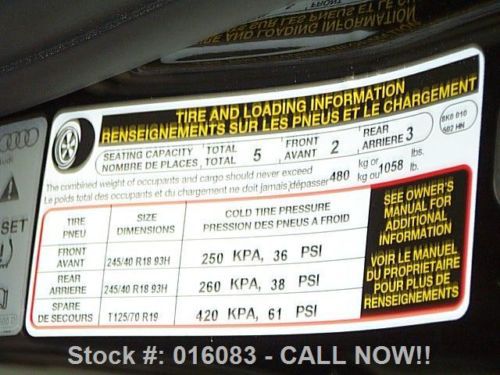 TIRE AND LOADING INFORMATION
RENSEIGNEMENTS SUR LES PNEUS ET LE CHARGEMENT
SEATING CAPACITY TOTAL 5 FRONT 2 REAR 3
NOMBRE DE PLACES TOTAL AVANT ARRIERE
8K0 010
502 HN
The combined weight of occupants and cargo should never exceed 480 kg or 1058 lbs.
Le poids total des occupants et du chargement ne doit jamais dépasser kg ou lb.
TIRE SIZE COLD TIRE PRESSURE
PNEU DIMENSIONS PRESSION DES PNEUS A FROID
FRONT
AVANT 245/40 R18 93H 250 KPA, 36 PSI
REAR
ARRIERE 245/40 R18 93H 260 KPA, 38 PSI
SPARE
DE SECOURS T125/70 R19 420 KPA, 61 PSI
SEE OWNER'S
MANUAL FOR
ADDITIONAL
INFORMATION
VOIR LE MANUEL
DU PROPRIETAIRE
POUR PLUS DE
RENSEIGNEMENTS
Audi
SET
Stock #: 016083 - CALL NOW!!